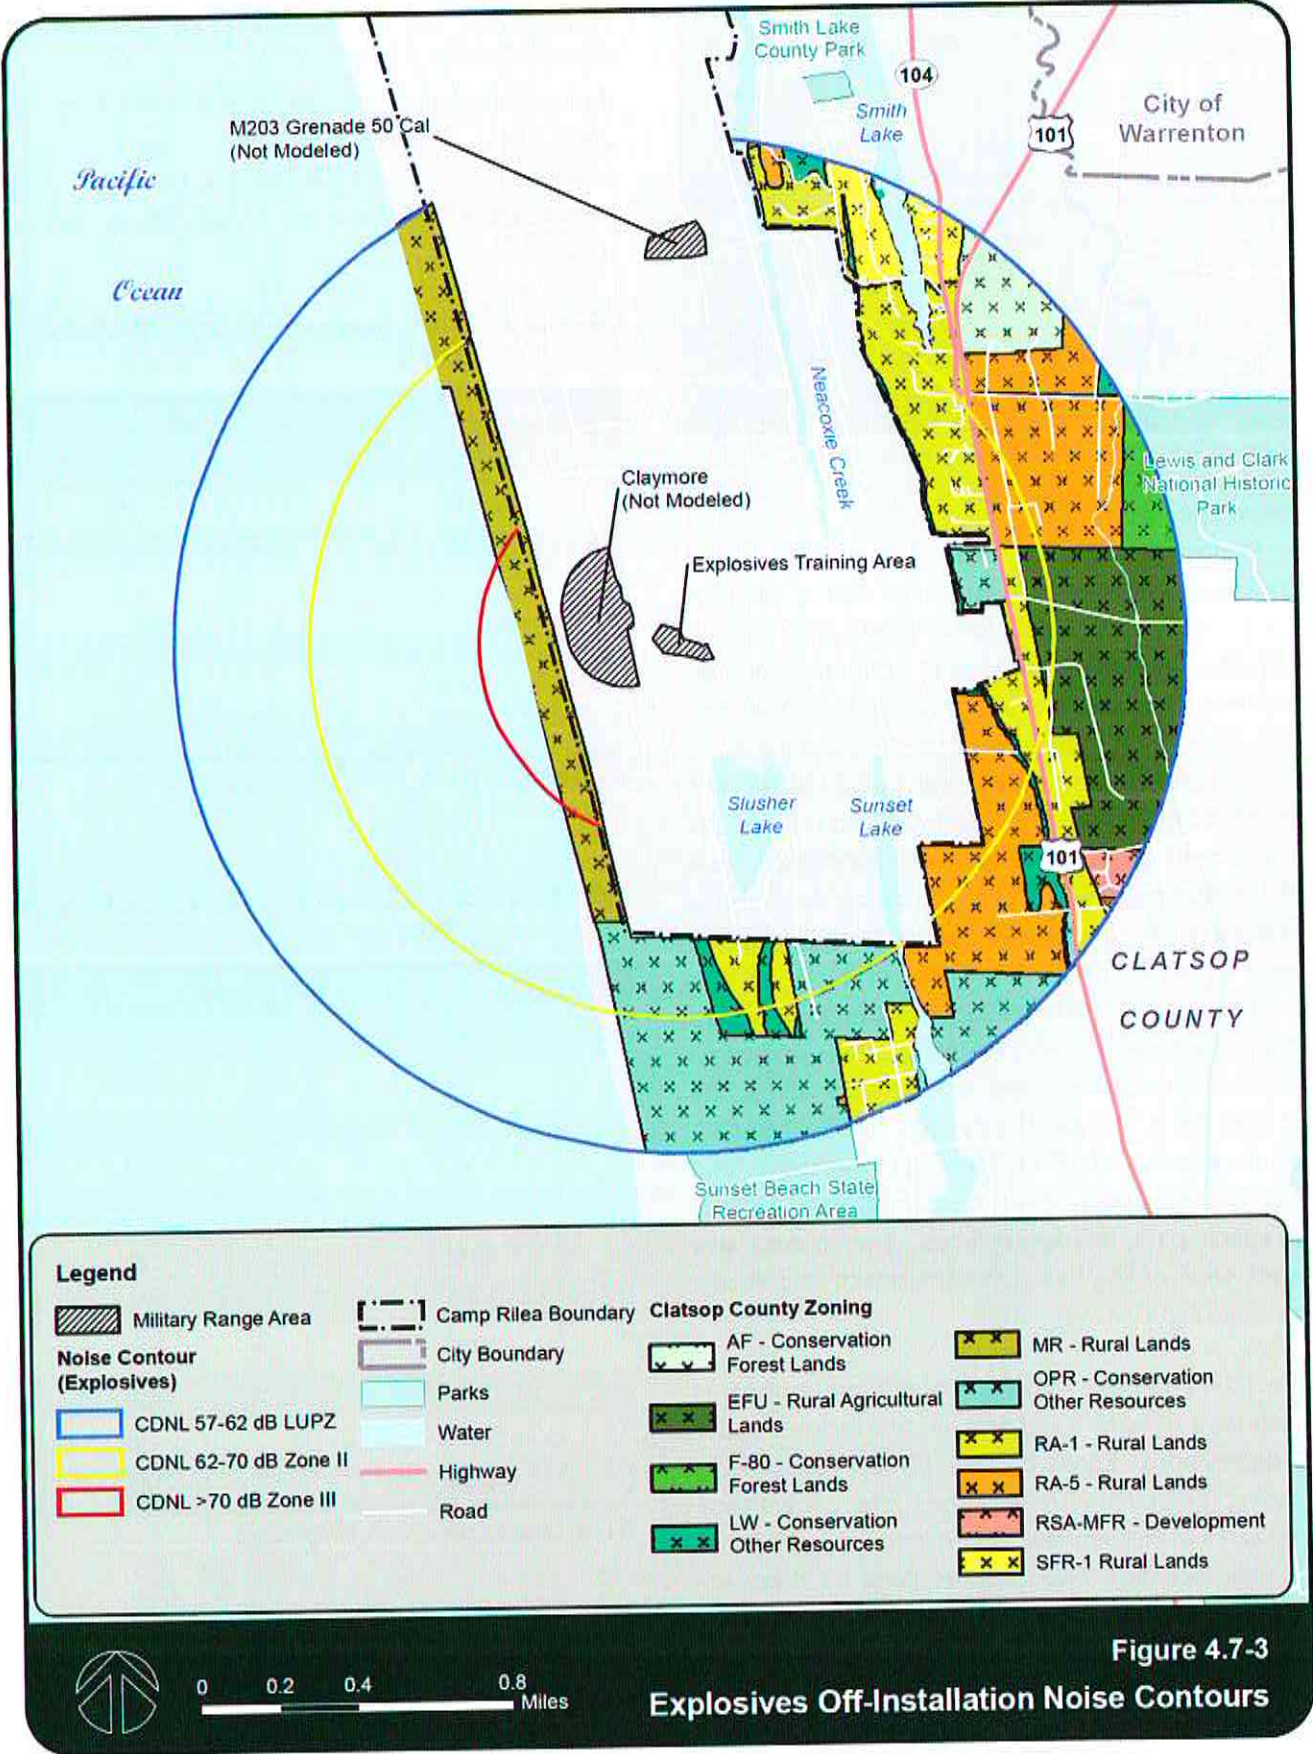 Smith Lake
County Park
104
Smith
Lake
101
City of
Warrenton
M203 Grenade 50 Cal
(Not Modeled)
Pacific
Ocean
Neacoxie Creek
Lewis and Clark
National Historic
Park
Claymore
(Not Modeled)
Explosives Training Area
Slusher
Lake
Sunset
Lake
101
CLATSOP
COUNTY
Sunset Beach State
Recreation Area
Legend
Military Range Area
Noise Contour
(Explosives)
CDNL 57-62 dB LUPZ
CDNL 62-70 dB Zone II
CDNL >70 dB Zone III
Camp Rilea Boundary
City Boundary
Parks
Water
Highway
Road
Clatsop County Zoning
AF - Conservation
Forest Lands
EFU - Rural Agricultural
Lands
F-80 - Conservation
Forest Lands
LW - Conservation
Other Resources
MR - Rural Lands
OPR - Conservation
Other Resources
RA-1 - Rural Lands
RA-5 - Rural Lands
RSA-MFR - Development
SFR-1 Rural Lands
0 0.2 0.4 0.8
Miles
Figure 4.7-3
Explosives Off-Installation Noise Contours